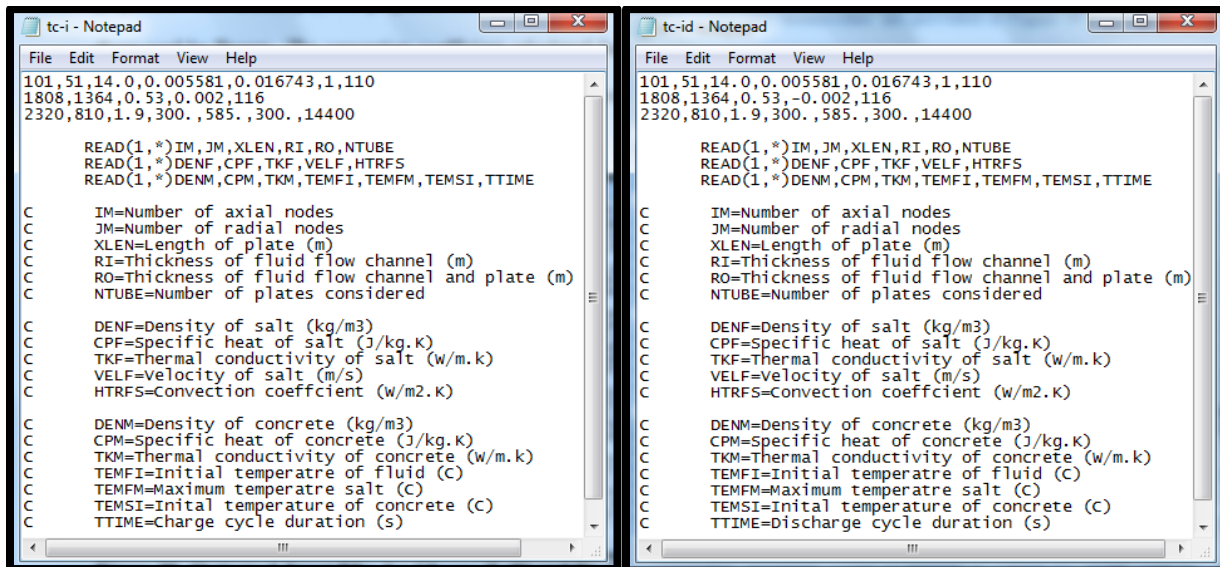 tc-i - Notepad
File Edit Format View Help
101,51,14.0,0.005581,0.016743,1,110
1808,1364,0.53,0.002,116
2320,810,1.9,300.,585.,300.,14400
READ(1,*)IM,JM,XLEN,RI,RO,NTUBE
READ(1,*)DENF,CPF,TKF,VELF,HTRFS
READ(1,*)DENM,CPM,TKM,TEMFI,TEMFM,TEMSI,TTIME
C IM=Number of axial nodes
C JM=Number of radial nodes
C XLEN=Length of plate (m)
C RI=Thickness of fluid flow channel (m)
C RO=Thickness of fluid flow channel and plate (m)
C NTUBE=Number of plates considered
C DENF=Density of salt (kg/m3)
C CPF=Specific heat of salt (J/kg.K)
C TKF=Thermal conductivity of salt (W/m.k)
C VELF=Velocity of salt (m/s)
C HTRFS=Convection coeffcient (W/m2.K)
C DENM=Density of concrete (kg/m3)
C CPM=Specific heat of concrete (J/kg.K)
C TKM=Thermal conductivity of concrete (W/m.k)
C TEMFI=Initial temperatre of fluid (C)
C TEMFM=Maximum temperatre salt (C)
C TEMSI=Inital temperature of concrete (C)
C TTIME=Charge cycle duration (s)
tc-id - Notepad
File Edit Format View Help
101,51,14.0,0.005581,0.016743,1,110
1808,1364,0.53,-0.002,116
2320,810,1.9,300.,585.,300.,14400
READ(1,*)IM,JM,XLEN,RI,RO,NTUBE
READ(1,*)DENF,CPF,TKF,VELF,HTRFS
READ(1,*)DENM,CPM,TKM,TEMFI,TEMFM,TEMSI,TTIME
C IM=Number of axial nodes
C JM=Number of radial nodes
C XLEN=Length of plate (m)
C RI=Thickness of fluid flow channel (m)
C RO=Thickness of fluid flow channel and plate (m)
C NTUBE=Number of plates considered
C DENF=Density of salt (kg/m3)
C CPF=Specific heat of salt (J/kg.K)
C TKF=Thermal conductivity of salt (W/m.k)
C VELF=Velocity of salt (m/s)
C HTRFS=Convection coeffcient (W/m2.K)
C DENM=Density of concrete (kg/m3)
C CPM=Specific heat of concrete (J/kg.K)
C TKM=Thermal conductivity of concrete (W/m.k)
C TEMFI=Initial temperatre of fluid (C)
C TEMFM=Maximum temperatre salt (C)
C TEMSI=Inital temperature of concrete (C)
C TTIME=Discharge cycle duration (s)